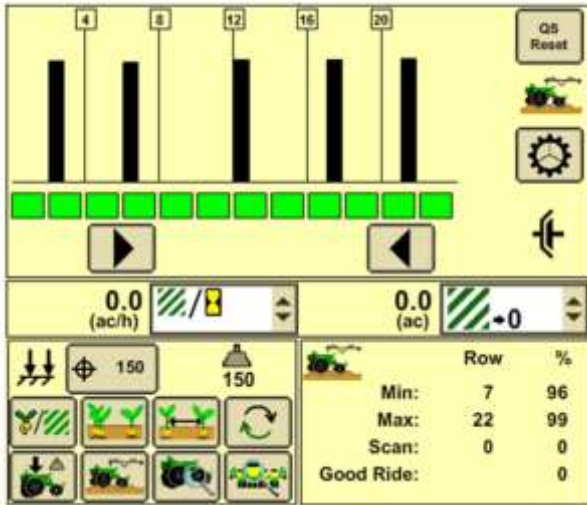 4 8 12 16 20
QS
Reset
0.0
(ac/h)
/
0.0
(ac)
→0
150
150
Row %
Min: 7 96
Max: 22 99
Scan: 0 0
Good Ride: 0